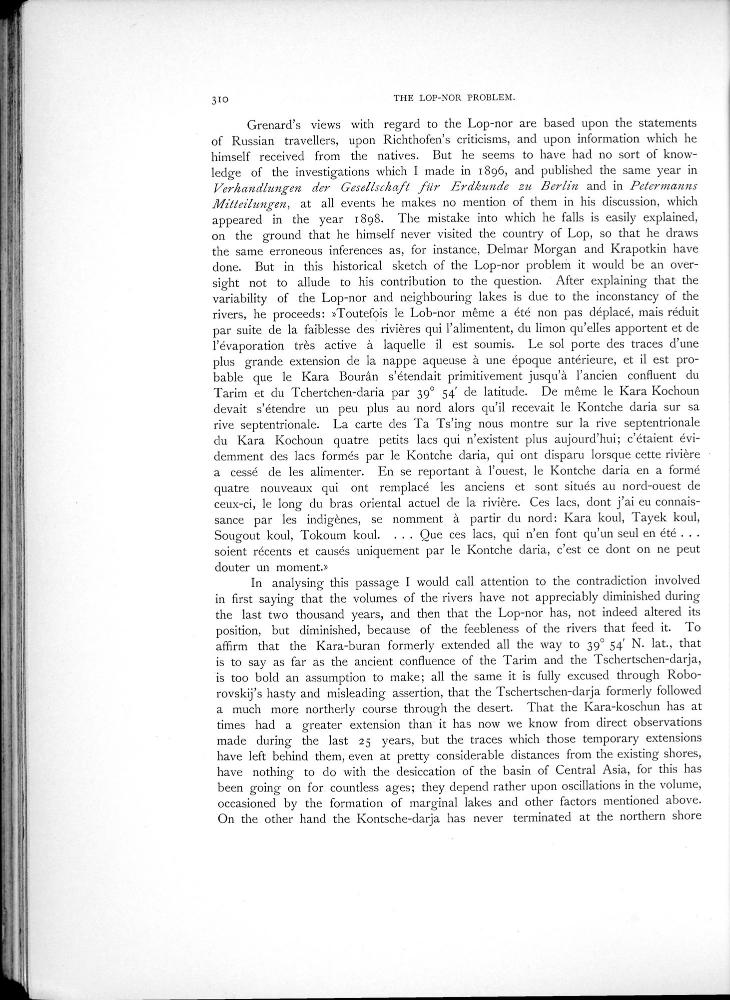 310
THE LOP-NOR PROBLEM.
Grenard's views with regard to the Lop-nor are based upon the statements
of Russian travellers, upon Richthofen's criticisms, and upon information which he
himself received from the natives. But he seems to have had no sort of know-
ledge of the investigations which I made in 1896, and published the same year in
Verhandlungen der Gesellschaft für Erdkunde zu Berlin and in Petermanns
Mitteilungen, at all events he makes no mention of them in his discussion, which
appeared in the year 1898. The mistake into which he falls is easily explained,
on the ground that he himself never visited the country of Lop, so that he draws
the same erroneous inferences as, for instance, Delmar Morgan and Krapotkin have
done. But in this historical sketch of the Lop-nor problem it would be an over-
sight not to allude to his contribution to the question. After explaining that the
variability of the Lop-nor and neighbouring lakes is due to the inconstancy of the
rivers, he proceeds: »Toutefois le Lob-nor même a été non pas déplacé, mais réduit
par suite de la faiblesse des rivières qui l'alimentent, du limon qu'elles apportent et de
l'évaporation très active à laquelle il est soumis. Le sol porte des traces d'une
plus grande extension de la nappe aqueuse à une époque antérieure, et il est pro-
bable que le Kara Bourân s'étendait primitivement jusqu'à l'ancien confluent du
Tarim et du Tchertchen-daria par 39° 54′ de latitude. De même le Kara Kochoun
devait s'étendre un peu plus au nord alors qu'il recevait le Kontche daria sur sa
rive septentrionale. La carte des Ta Ts'ing nous montre sur la rive septentrionale
du Kara Kochoun quatre petits lacs qui n'existent plus aujourd'hui; c'étaient évi-
demment des lacs formés par le Kontche daria, qui ont disparu lorsque cette rivière
a cessé de les alimenter. En se reportant à l'ouest, le Kontche daria en a formé
quatre nouveaux qui ont remplacé les anciens et sont situés au nord-ouest de
ceux-ci, le long du bras oriental actuel de la rivière. Ces lacs, dont j'ai eu connais-
sance par les indigènes, se nomment à partir du nord: Kara koul, Tayek koul,
Sougout koul, Tokoum koul. . . . Que ces lacs, qui n'en font qu'un seul en été . . .
soient récents et causés uniquement par le Kontche daria, c'est ce dont on ne peut
douter un moment.»
In analysing this passage I would call attention to the contradiction involved
in first saying that the volumes of the rivers have not appreciably diminished during
the last two thousand years, and then that the Lop-nor has, not indeed altered its
position, but diminished, because of the feebleness of the rivers that feed it. To
affirm that the Kara-buran formerly extended all the way to 39° 54′ N. lat., that
is to say as far as the ancient confluence of the Tarim and the Tschertschen-darja,
is too bold an assumption to make; all the same it is fully excused through Robo-
rovskij's hasty and misleading assertion, that the Tschertschen-darja formerly followed
a much more northerly course through the desert. That the Kara-koschun has at
times had a greater extension than it has now we know from direct observations
made during the last 25 years, but the traces which those temporary extensions
have left behind them, even at pretty considerable distances from the existing shores,
have nothing to do with the desiccation of the basin of Central Asia, for this has
been going on for countless ages; they depend rather upon oscillations in the volume,
occasioned by the formation of marginal lakes and other factors mentioned above.
On the other hand the Kontsche-darja has never terminated at the northern shore